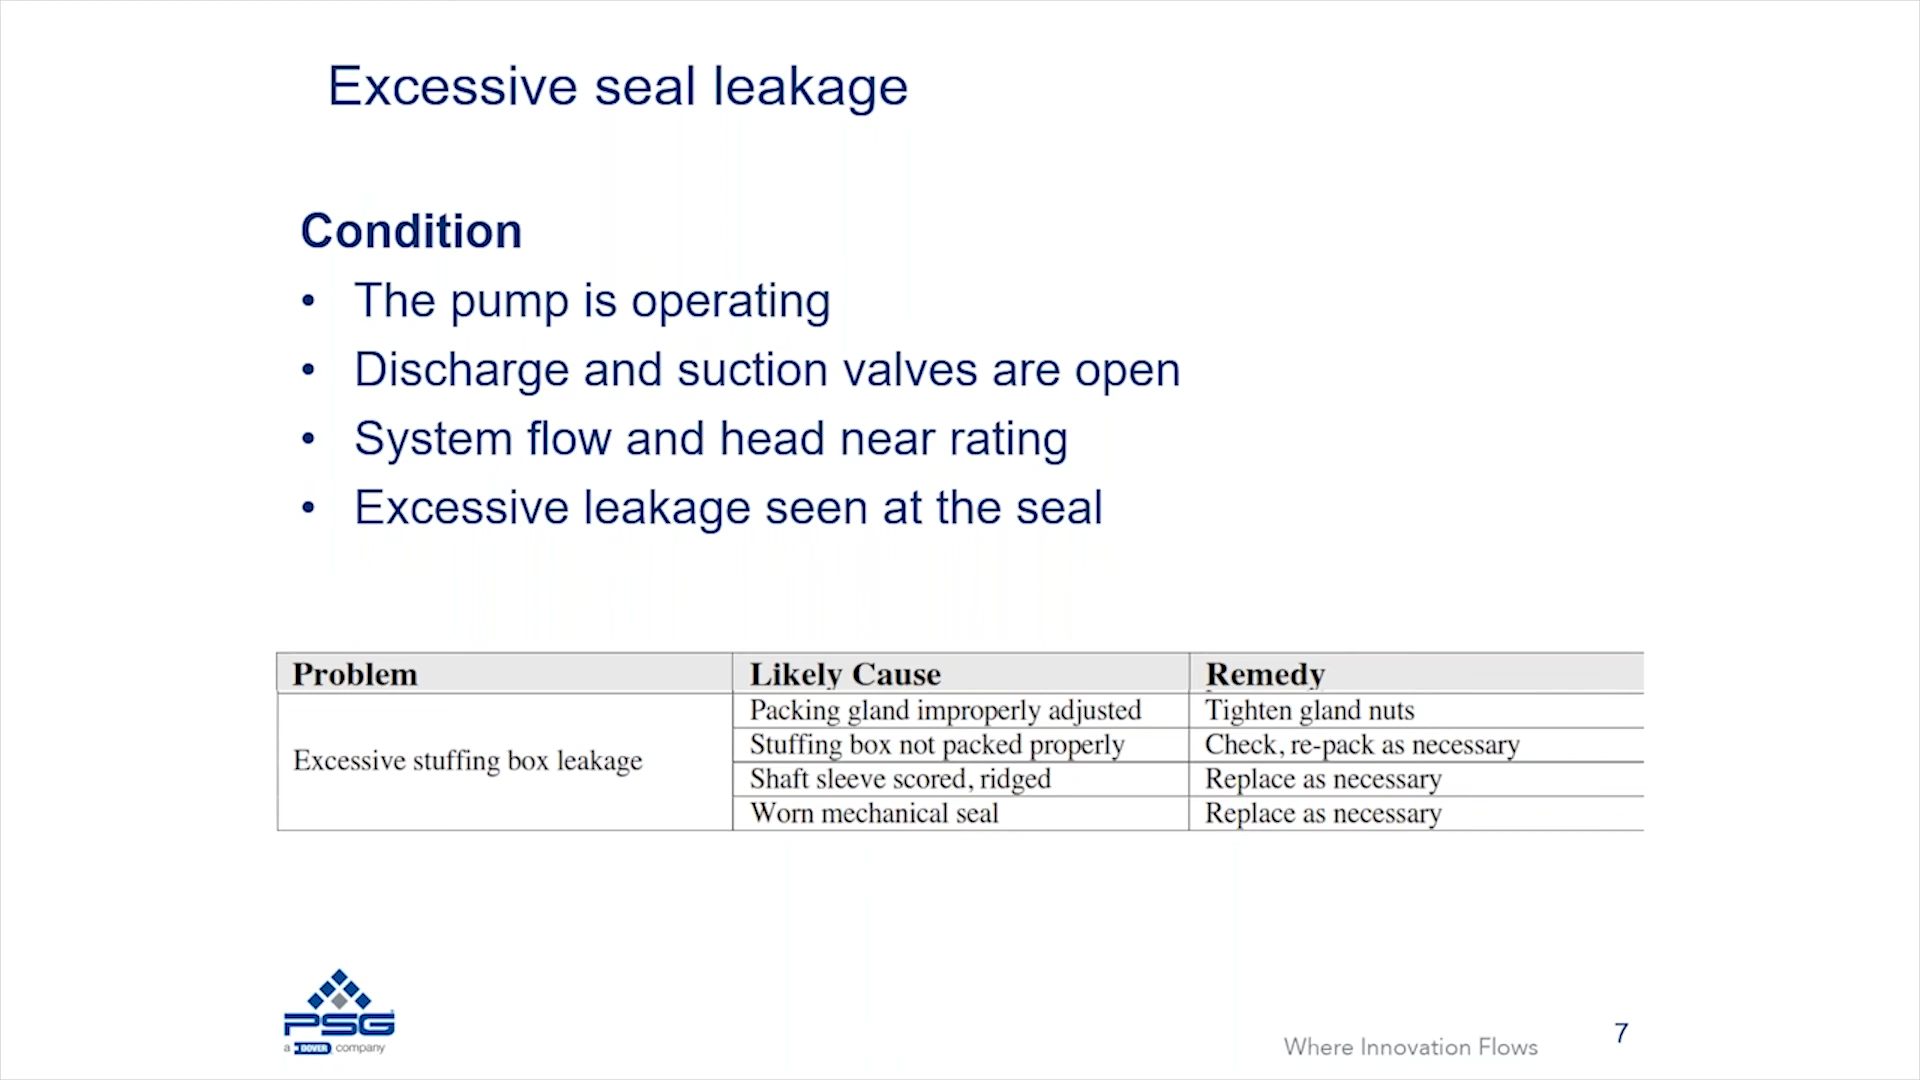 Excessive seal leakage
Condition
• The pump is operating
• Discharge and suction valves are open
• System flow and head near rating
• Excessive leakage seen at the seal
Problem Likely Cause Remedy
Excessive stuffing box leakage
Packing gland improperly adjusted Tighten gland nuts
Stuffing box not packed properly Check, re-pack as necessary
Shaft sleeve scored, ridged Replace as necessary
Worn mechanical seal Replace as necessary
PSG
a DOVER company
Where Innovation Flows
7